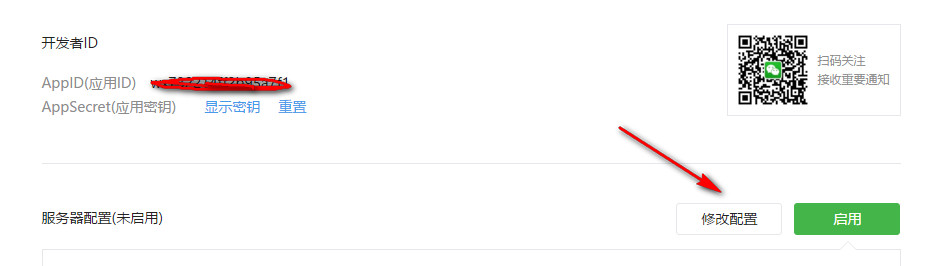 开发者ID
扫码关注
AppID(应用ID)
接收重要通知
AppSecret(应用密钥) 显示密钥 重置
服务器配置(未启用) 修改配置 启用